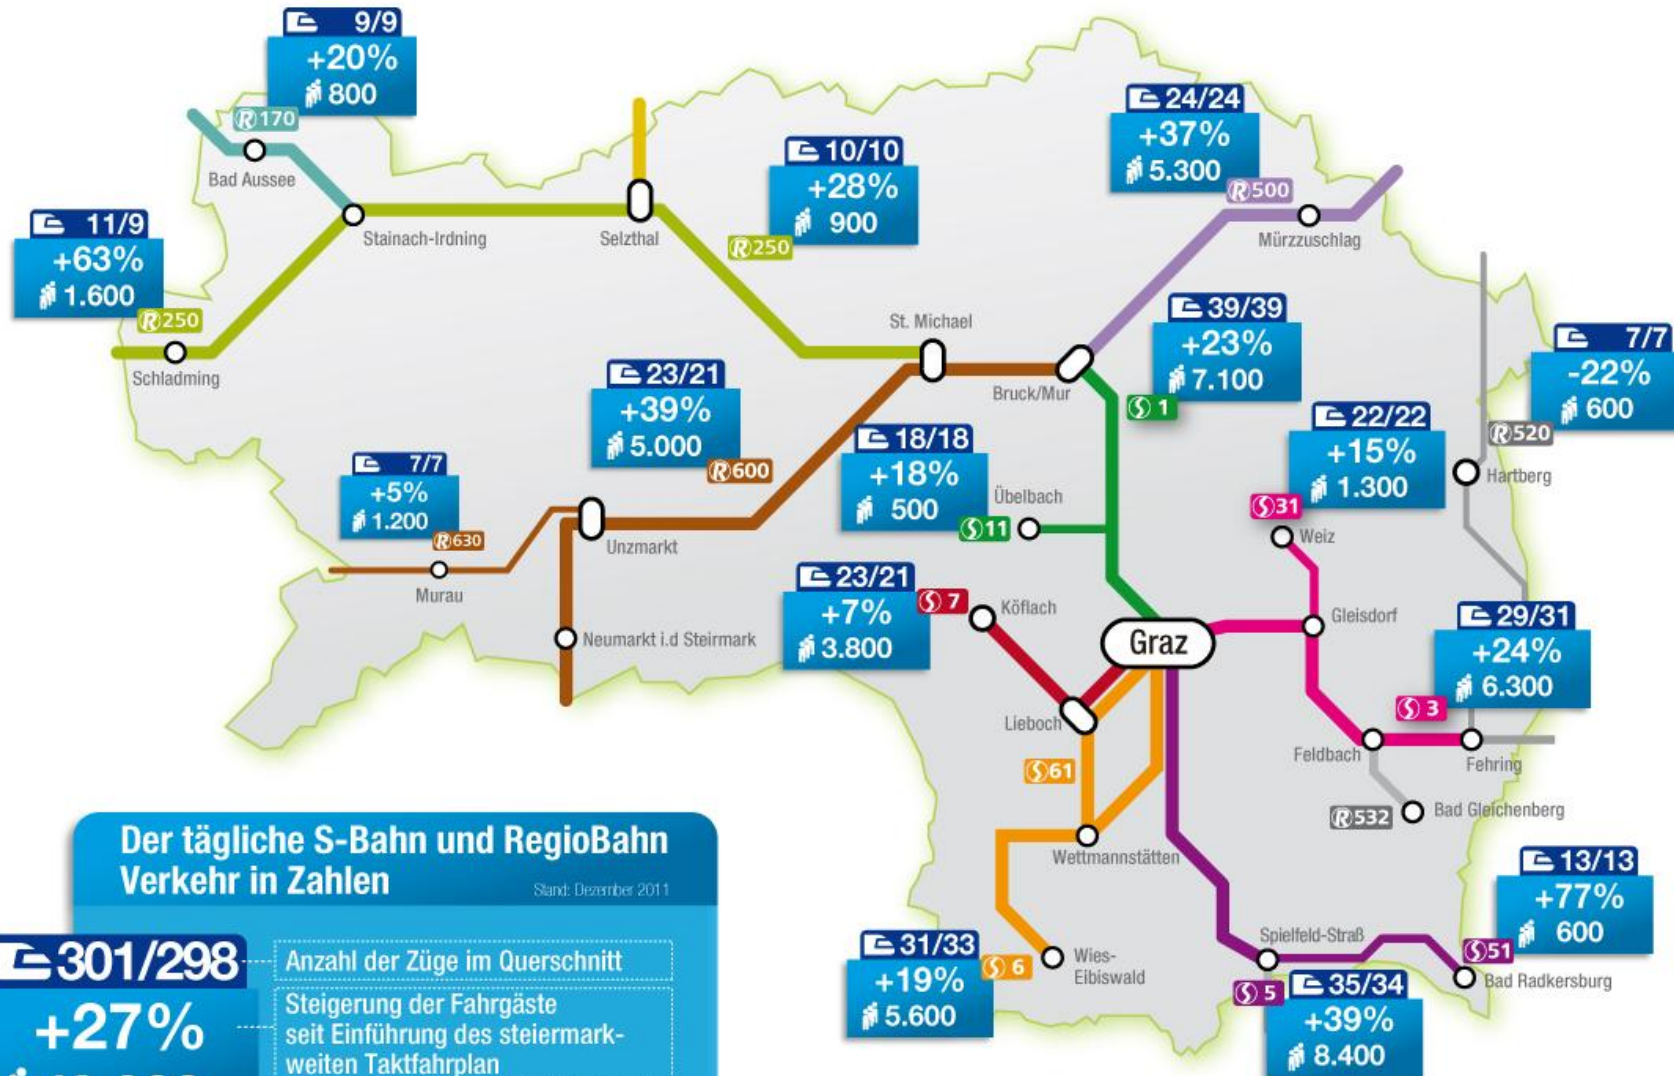 9/9
+20%
800
R170
Bad Aussee
11/9
+63%
1.600
R250
Schladming
Stainach-Irdning
Selzthal
10/10
+28%
900
R250
24/24
+37%
5.300
R500
Mürzzuschlag
St. Michael
Bruck/Mur
39/39
+23%
7.100
S 1
7/7
-22%
600
R520
Hartberg
23/21
+39%
5.000
R600
18/18
+18%
500
Übelbach
S11
22/22
+15%
1.300
S31
Weiz
7/7
+5%
1.200
R630
Murau
Unzmarkt
Neumarkt i.d Steirmark
23/21
+7%
3.800
S 7
Köflach
Graz
Gleisdorf
29/31
+24%
6.300
S 3
Lieboch
Feldbach
Fehring
S61
R532
Bad Gleichenberg
Wettmannstätten
13/13
+77%
600
S51
Bad Radkersburg
Spielfeld-Straß
31/33
+19%
5.600
S 6
Wies-
Eibiswald
S 5
35/34
+39%
8.400
Der tägliche S-Bahn und RegioBahn
Verkehr in Zahlen
Stand: Dezember 2011
301/298
Anzahl der Züge im Querschnitt
+27%
Steigerung der Fahrgäste
seit Einführung des steiermark-
weiten Taktfahrplan